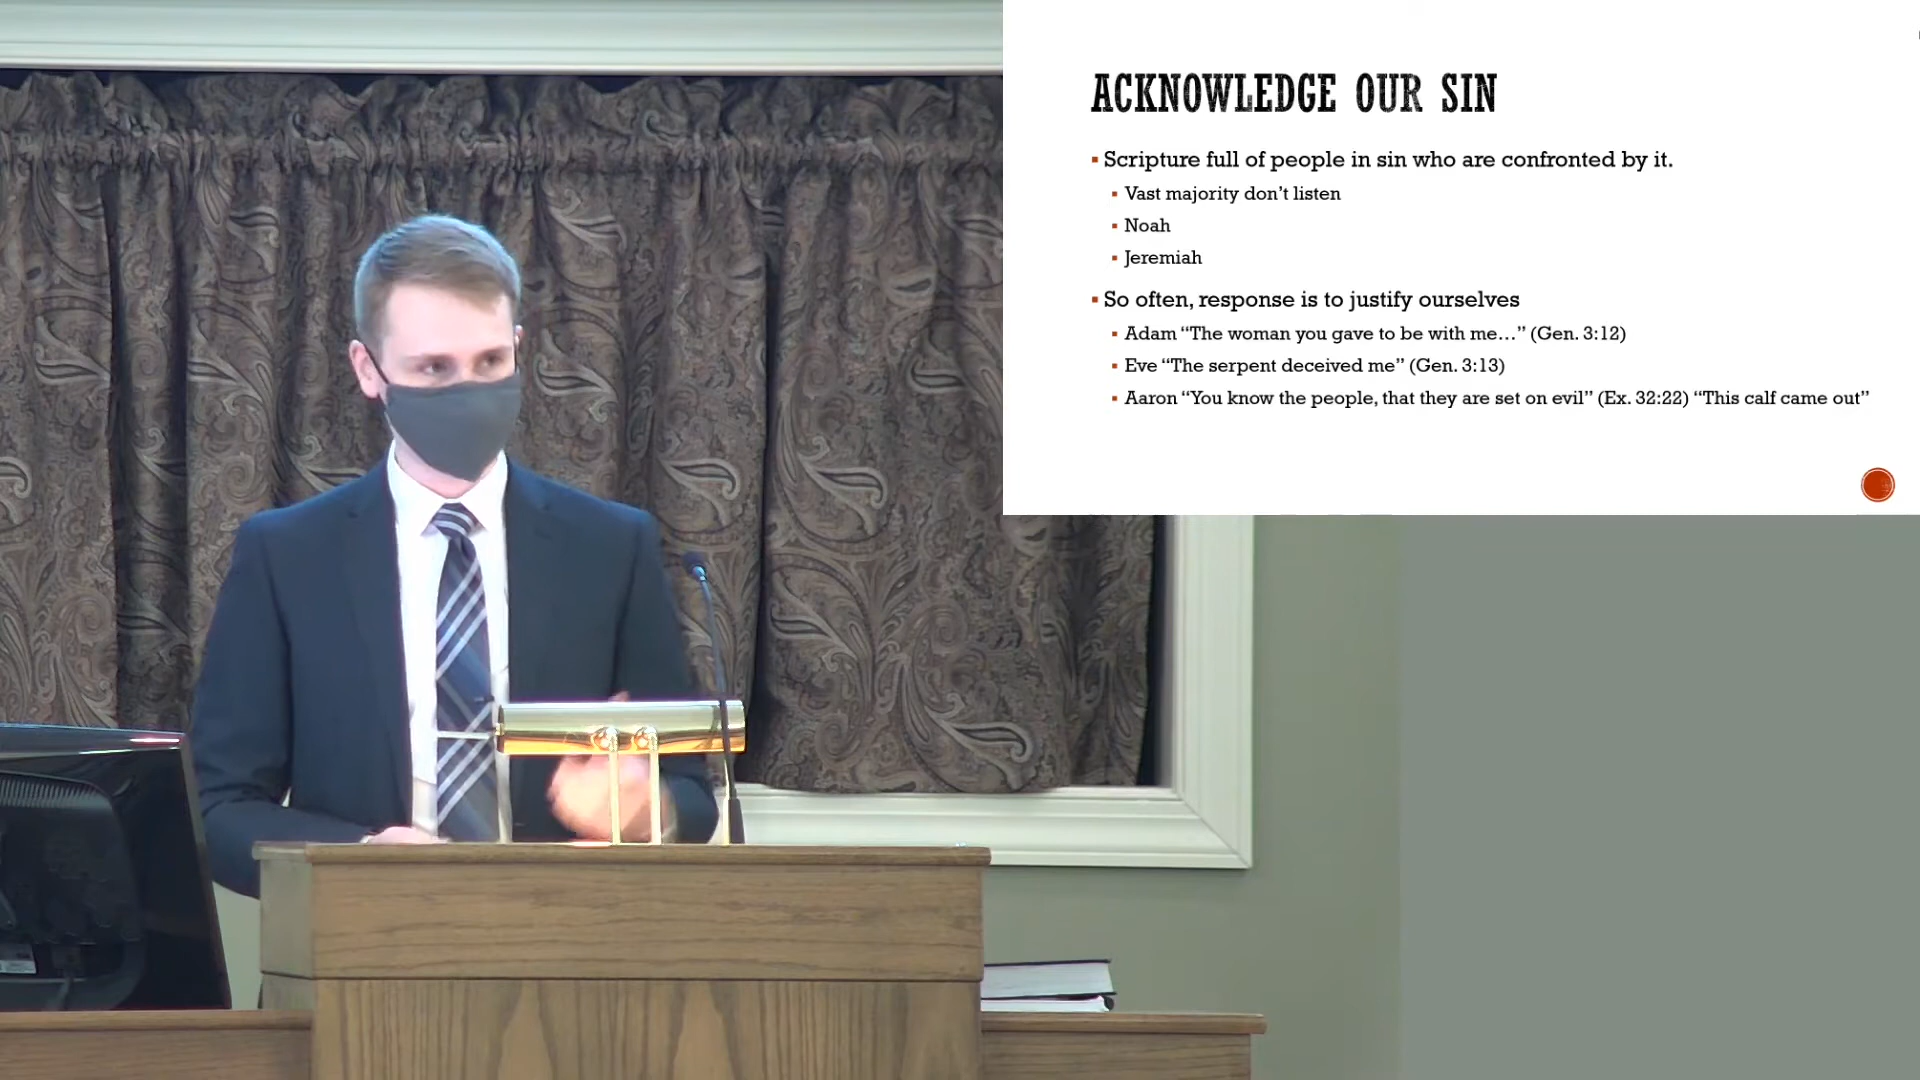 ACKNOWLEDGE OUR SIN
Scripture full of people in sin who are confronted by it.
Vast majority don’t listen
Noah
Jeremiah
So often, response is to justify ourselves
Adam “The woman you gave to be with me…” (Gen. 3:12)
Eve “The serpent deceived me” (Gen. 3:13)
Aaron “You know the people, that they are set on evil” (Ex. 32:22) “This calf came out”